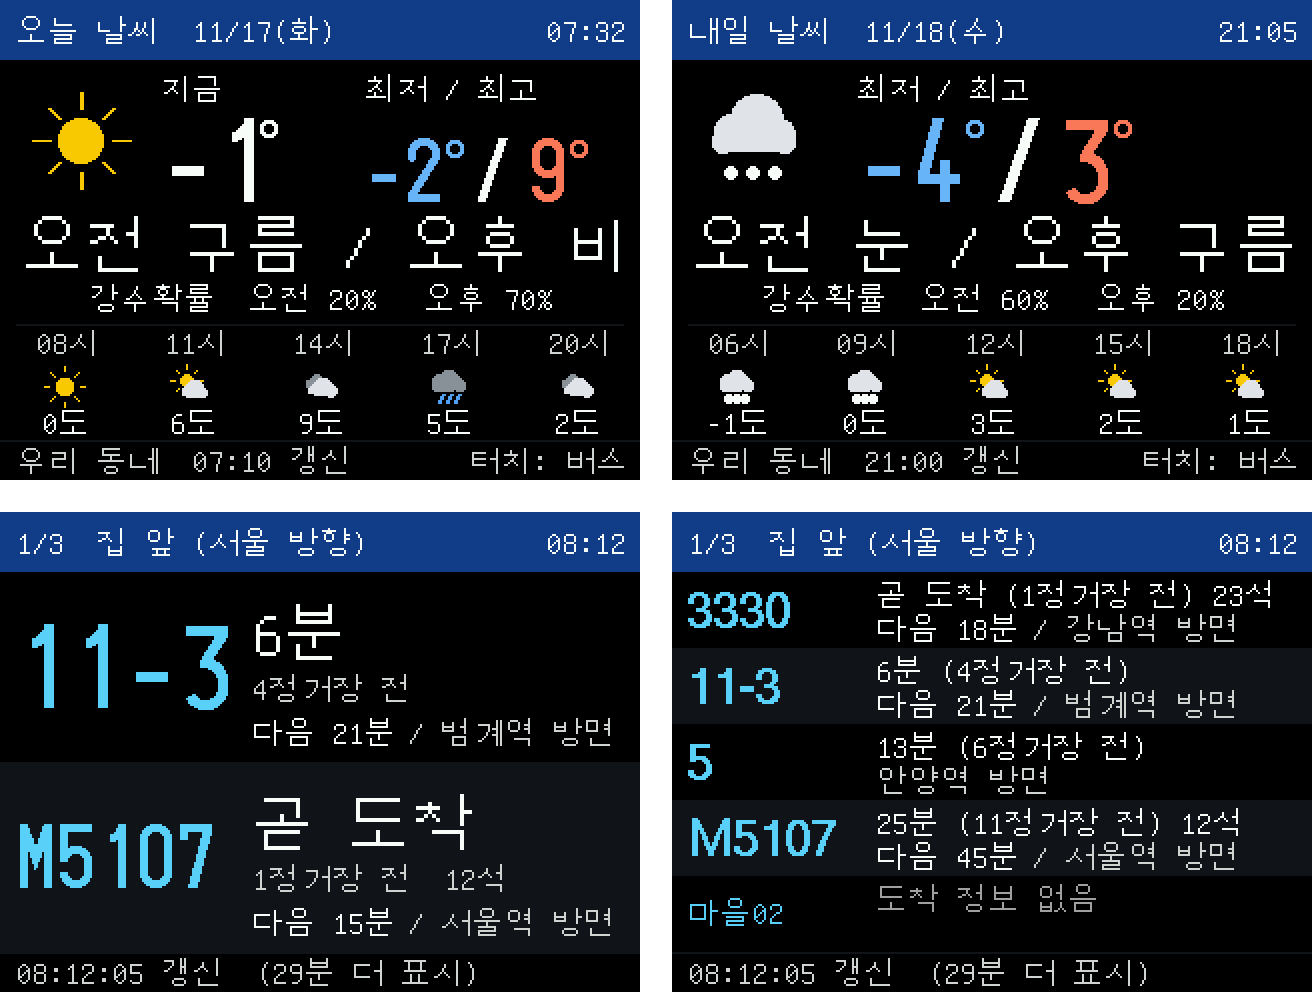 오늘 날씨 11/17(화) 07:32
지금 최저 / 최고
-1° -2°/9°
오전 구름 / 오후 비
강수확률 오전 20% 오후 70%
08시 11시 14시 17시 20시
0도 6도 9도 5도 2도
우리 동네 07:10 갱신 터치: 버스
내일 날씨 11/18(수) 21:05
최저 / 최고
-4°/3°
오전 눈 / 오후 구름
강수확률 오전 60% 오후 20%
06시 09시 12시 15시 18시
-1도 0도 3도 2도 1도
우리 동네 21:00 갱신 터치: 버스
1/3 집 앞 (서울 방향) 08:12
11-3 6분
4정거장 전
다음 21분 / 범계역 방면
M5107 곧 도착
1정거장 전 12석
다음 15분 / 서울역 방면
08:12:05 갱신 (29분 더 표시)
1/3 집 앞 (서울 방향) 08:12
3330 곧 도착 (1정거장 전) 23석
다음 18분 / 강남역 방면
11-3 6분 (4정거장 전)
다음 21분 / 범계역 방면
5 13분 (6정거장 전)
안양역 방면
M5107 25분 (11정거장 전) 12석
다음 45분 / 서울역 방면
마을02 도착 정보 없음
08:12:05 갱신 (29분 더 표시)